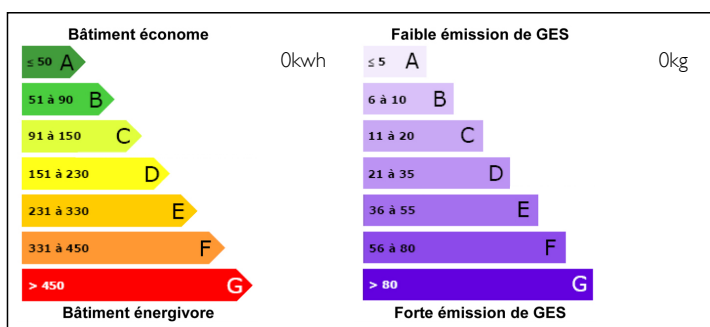 Bâtiment économe
≤ 50 A 0kwh
51 à 90 B
91 à 150 C
151 à 230 D
231 à 330 E
331 à 450 F
> 450 G
Bâtiment énergivore
Faible émission de GES
≤ 5 A 0kg
6 à 10 B
11 à 20 C
21 à 35 D
36 à 55 E
56 à 80 F
> 80 G
Forte émission de GES